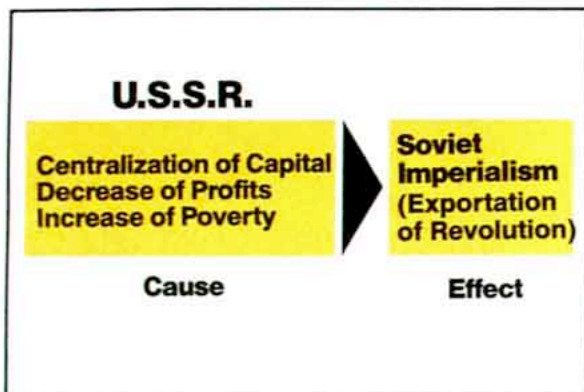 U.S.S.R.
Centralization of Capital
Decrease of Profits
Increase of Poverty
Soviet
Imperialism
(Exportation
of Revolution)
Cause
Effect